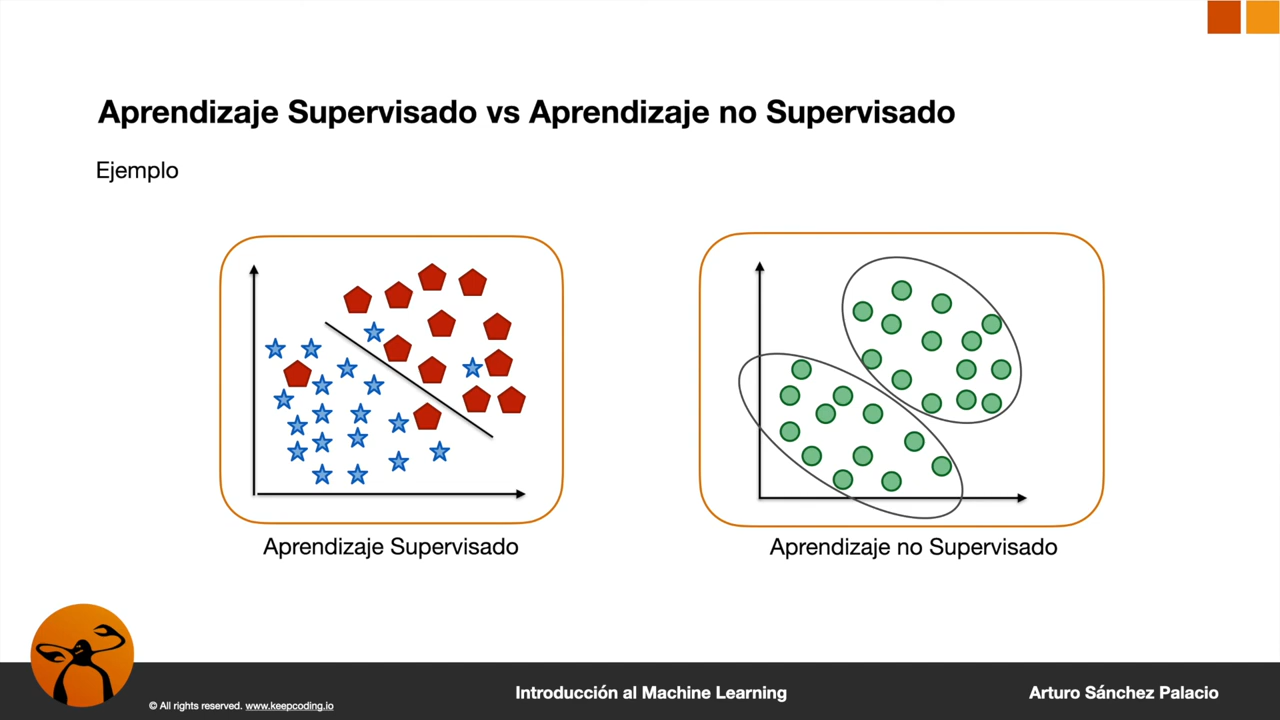 Aprendizaje Supervisado vs Aprendizaje no Supervisado
Ejemplo
Aprendizaje Supervisado
Aprendizaje no Supervisado
© All rights reserved. www.keepcoding.io
Introducción al Machine Learning
Arturo Sánchez Palacio